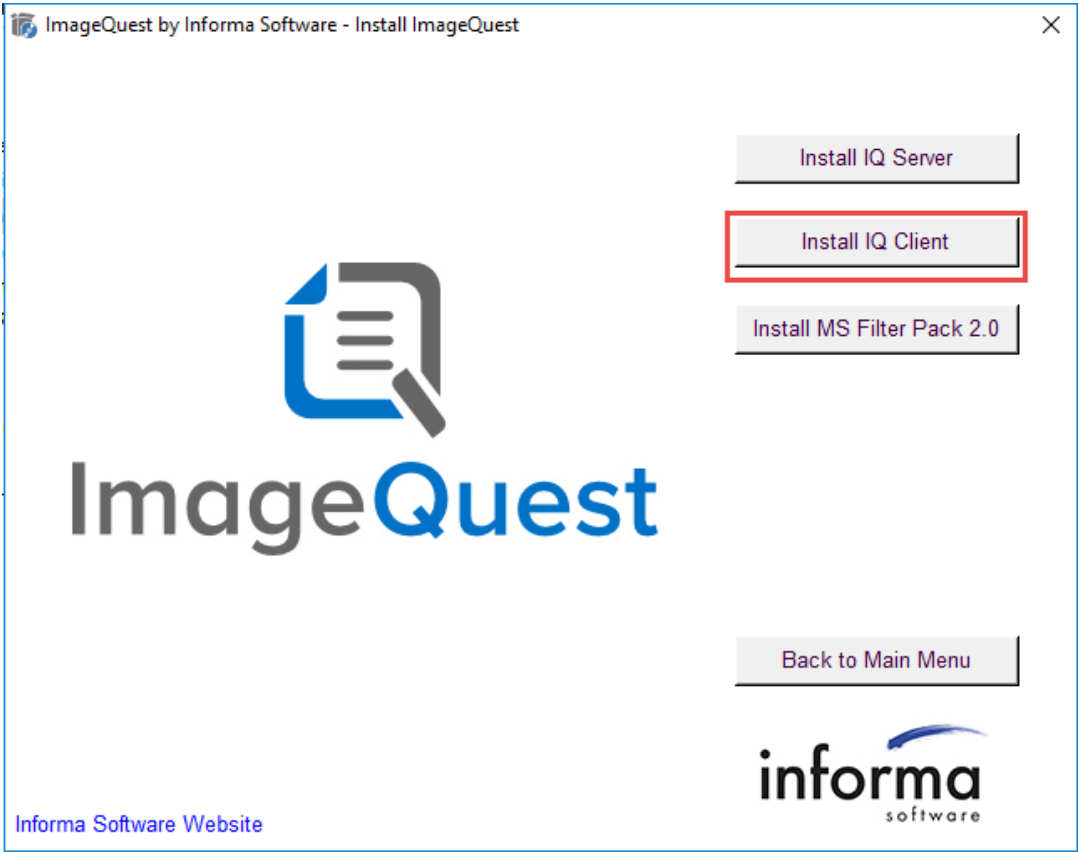 ImageQuest by Informa Software - Install ImageQuest
Install IQ Server
Install IQ Client
Install MS Filter Pack 2.0
ImageQuest
Back to Main Menu
informa
software
Informa Software Website